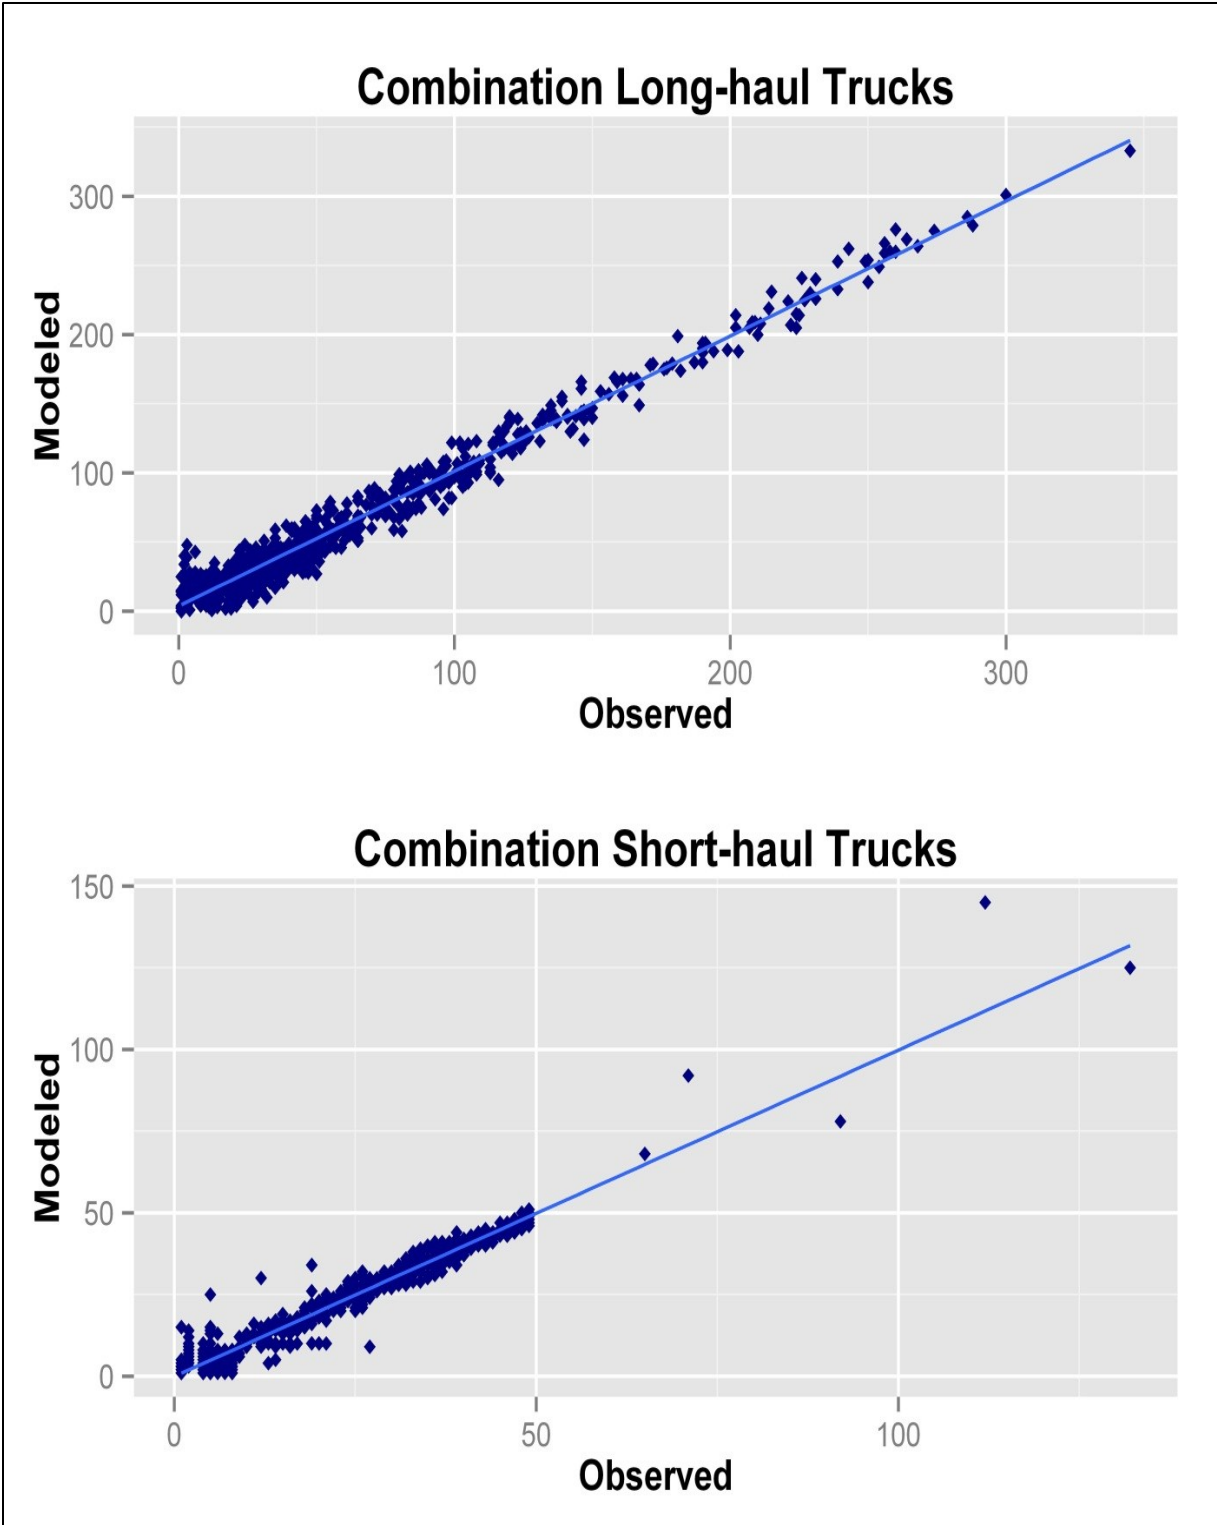 Combination Long-haul Trucks
Modeled
300
200
100
0
0 100 200 300
Observed
Combination Short-haul Trucks
Modeled
150
100
50
0
0 50 100
Observed